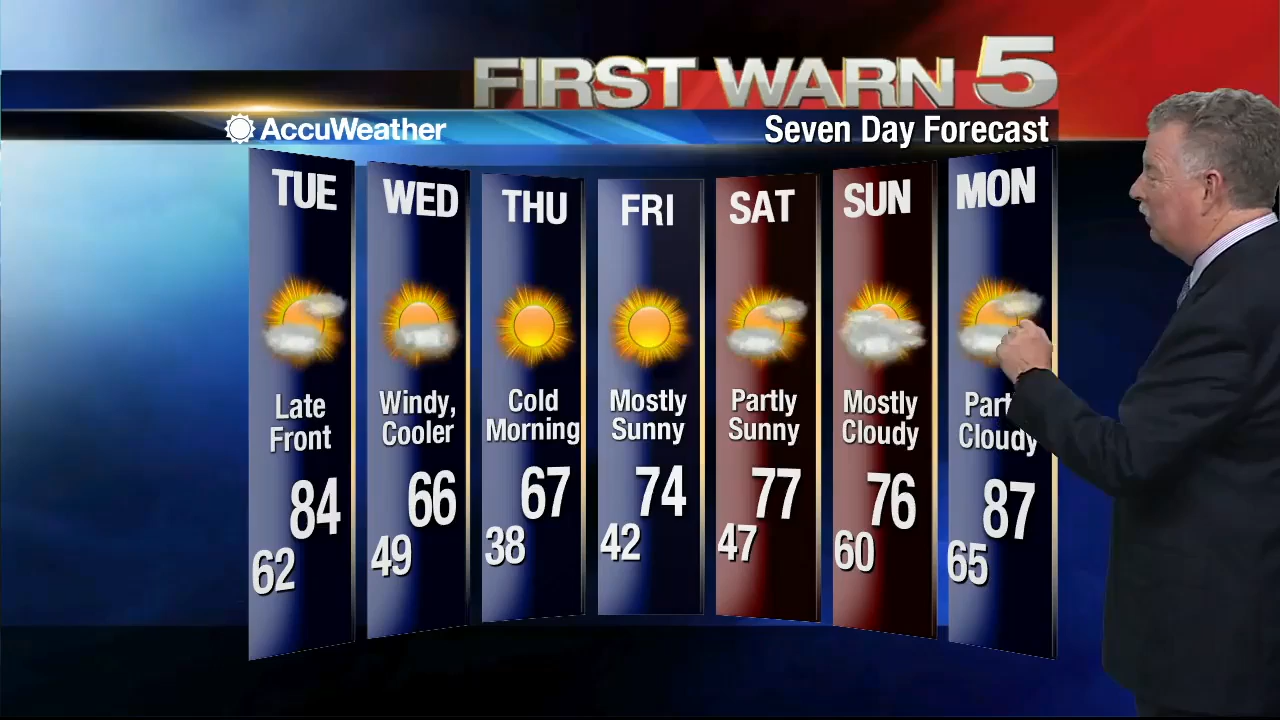 FIRST WARN 5
AccuWeather
Seven Day Forecast
TUE
Late
Front
84
62
WED
Windy,
Cooler
66
49
THU
Cold
Morning
67
38
FRI
Mostly
Sunny
74
42
SAT
Partly
Sunny
77
47
SUN
Mostly
Cloudy
76
60
MON
Cloudy
87
65